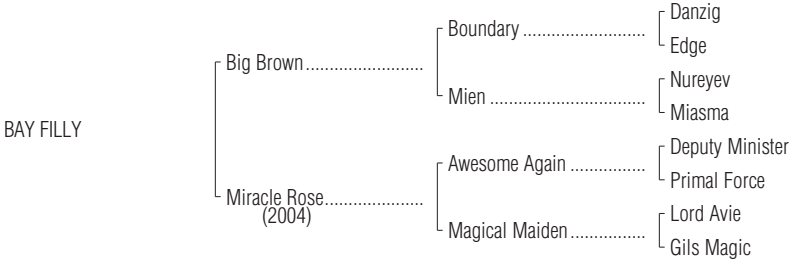 Danzig
Boundary ..........................
Edge
Big Brown.........................
Nureyev
Mien .................................
Miasma
BAY FILLY
Deputy Minister
Awesome Again ................
Primal Force
Miracle Rose.....................
(2004)
Lord Avie
Magical Maiden................
Gils Magic